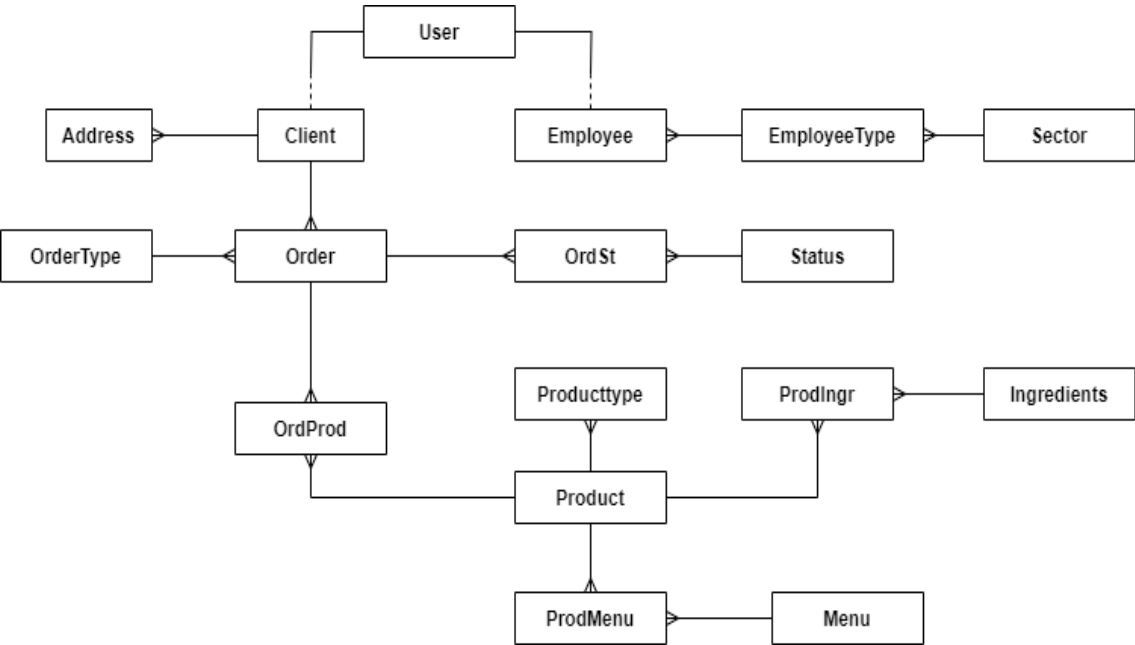 User
Address
Client
Employee
EmployeeType
Sector
OrderType
Order
OrdSt
Status
Producttype
ProdIngr
Ingredients
OrdProd
Product
ProdMenu
Menu